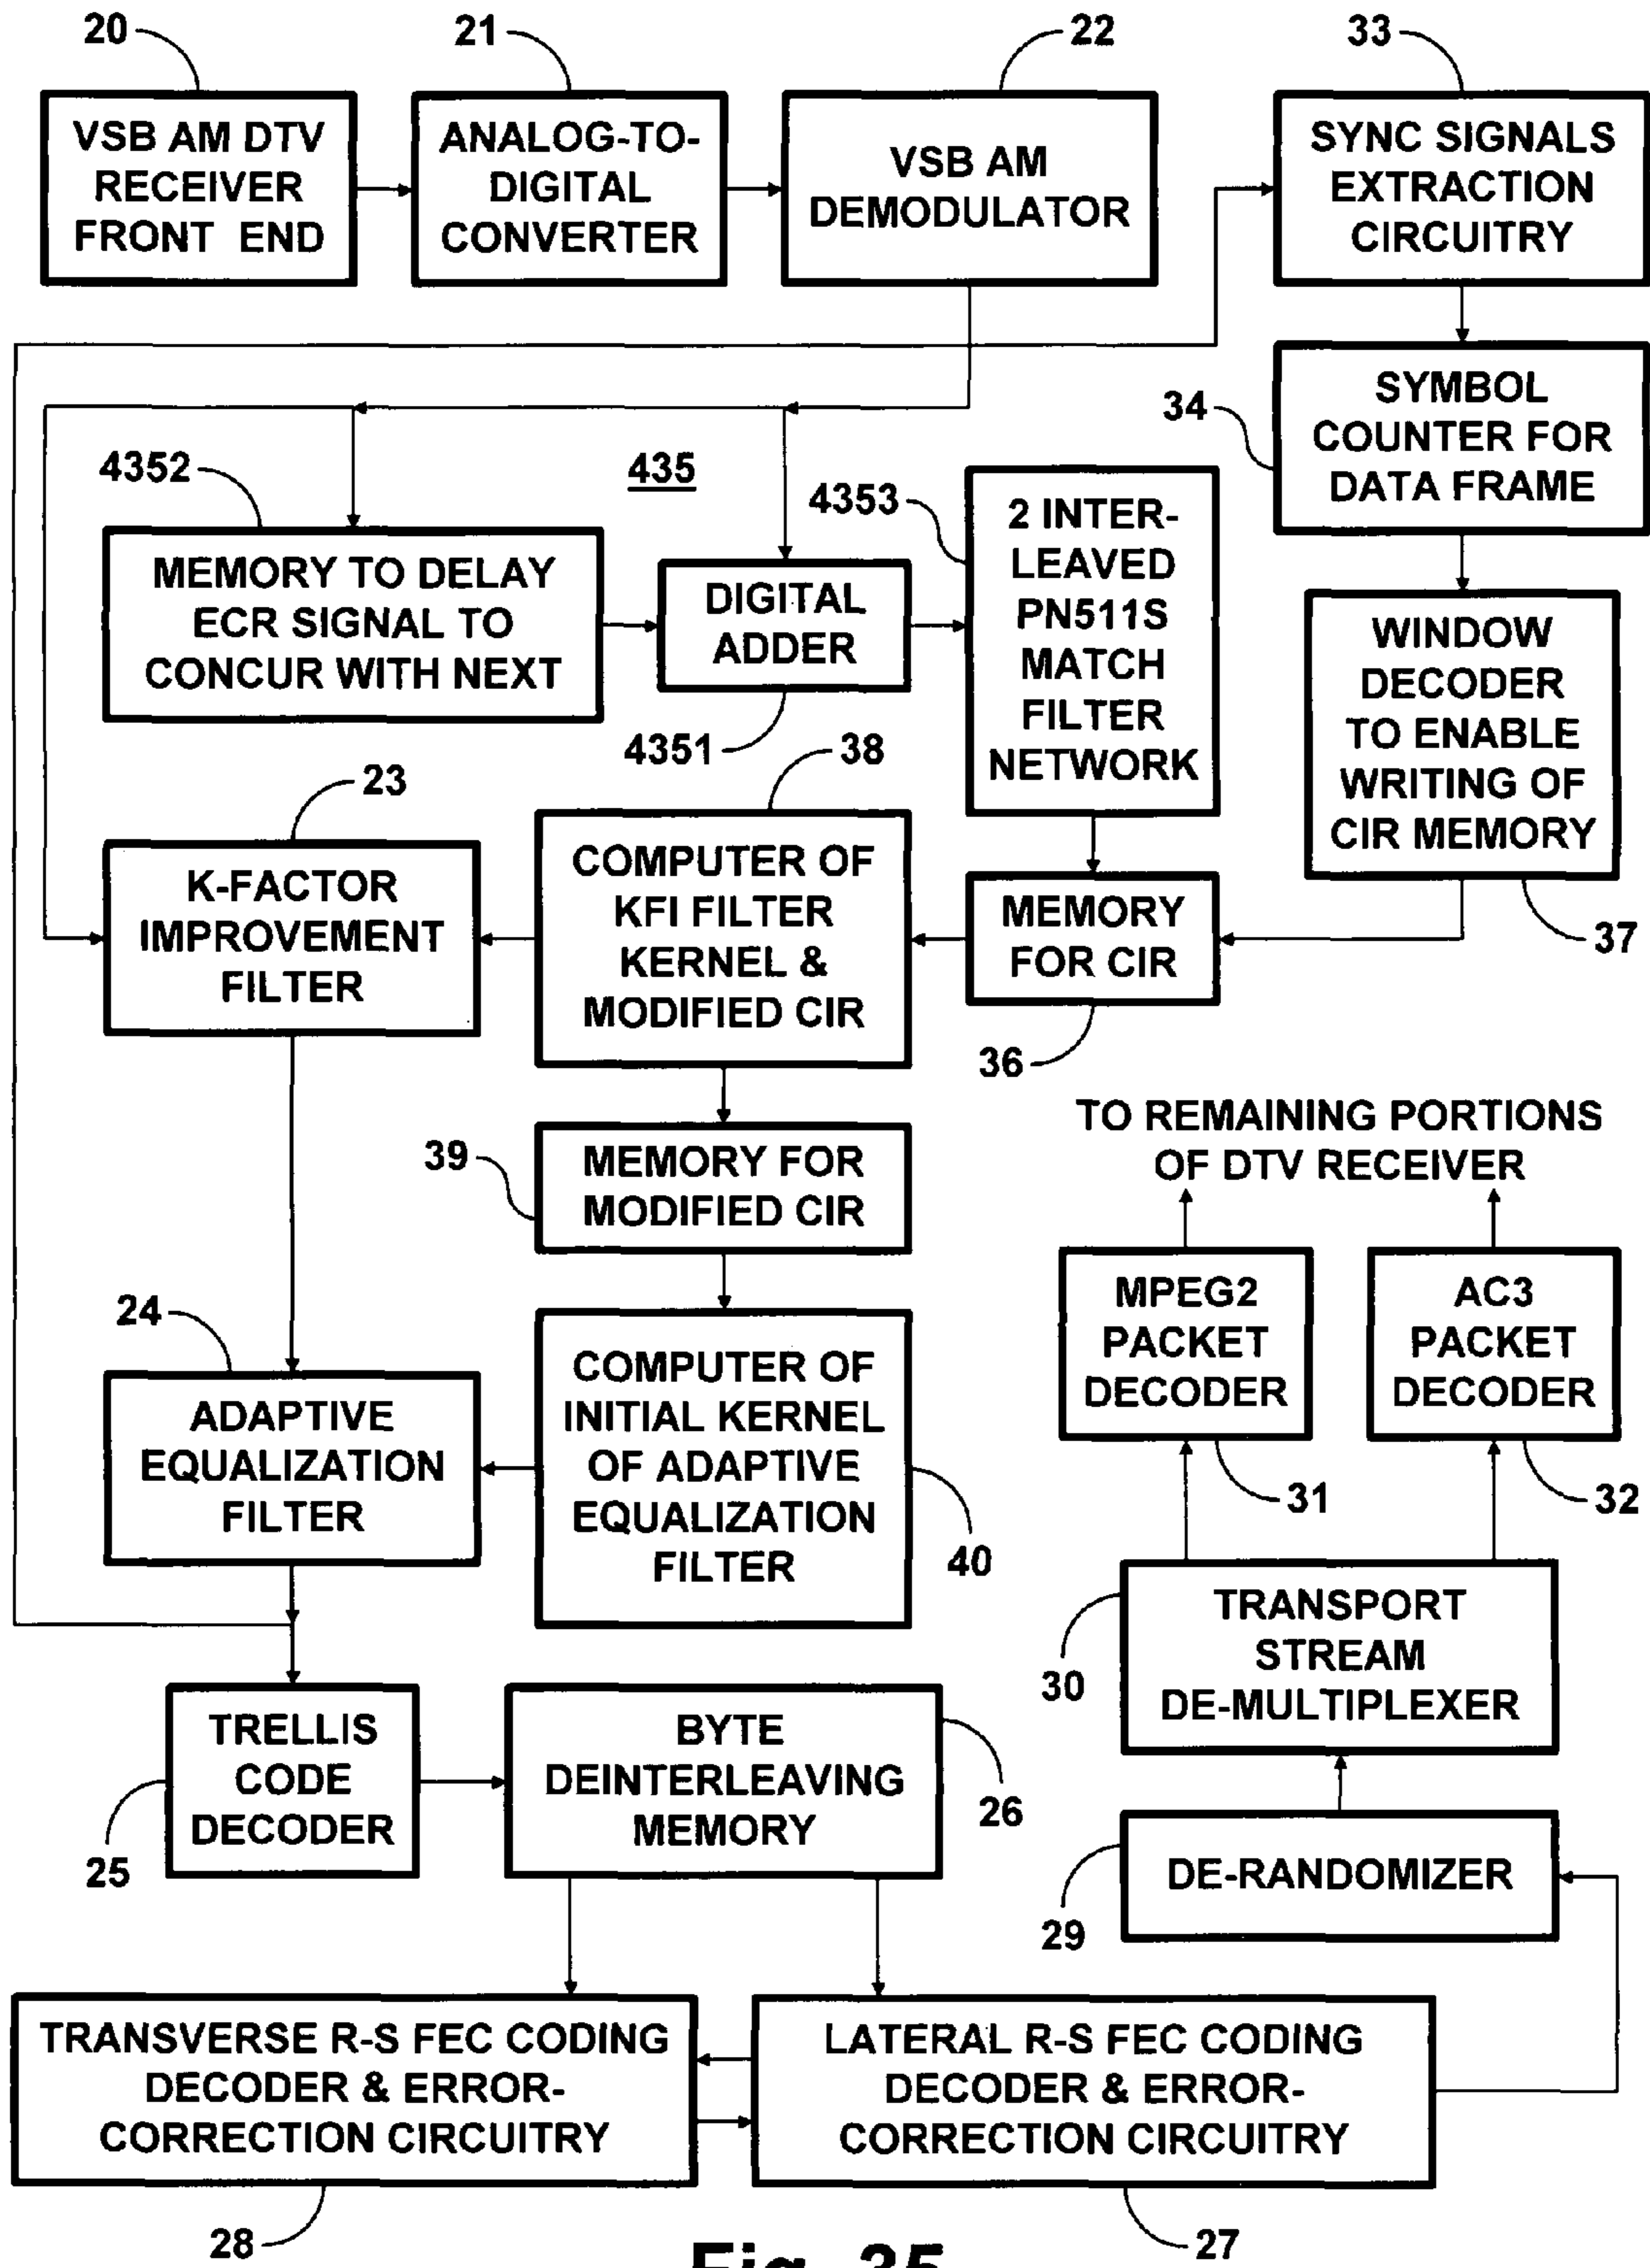 20
21
22
33
VSB AM DTV
RECEIVER
FRONT END
ANALOG-TO-
DIGITAL
CONVERTER
VSB AM
DEMODULATOR
SYNC SIGNALS
EXTRACTION
CIRCUITRY
34
SYMBOL
COUNTER FOR
DATA FRAME
4352
435
4353
MEMORY TO DELAY
ECR SIGNAL TO
CONCUR WITH NEXT
DIGITAL
ADDER
4351
2 INTER-
LEAVED
PN511S
MATCH
FILTER
NETWORK
WINDOW
DECODER
TO ENABLE
WRITING OF
CIR MEMORY
37
23
38
K-FACTOR
IMPROVEMENT
FILTER
COMPUTER OF
KFI FILTER
KERNEL &
MODIFIED CIR
MEMORY
FOR CIR
36
39
MEMORY FOR
MODIFIED CIR
TO REMAINING PORTIONS
OF DTV RECEIVER
MPEG2
PACKET
DECODER
31
AC3
PACKET
DECODER
32
24
ADAPTIVE
EQUALIZATION
FILTER
COMPUTER OF
INITIAL KERNEL
OF ADAPTIVE
EQUALIZATION
FILTER
40
30
TRANSPORT
STREAM
DE-MULTIPLEXER
TRELLIS
CODE
DECODER
25
BYTE
DEINTERLEAVING
MEMORY
26
29
DE-RANDOMIZER
TRANSVERSE R-S FEC CODING
DECODER & ERROR-
CORRECTION CIRCUITRY
28
LATERAL R-S FEC CODING
DECODER & ERROR-
CORRECTION CIRCUITRY
27
Fig. 35